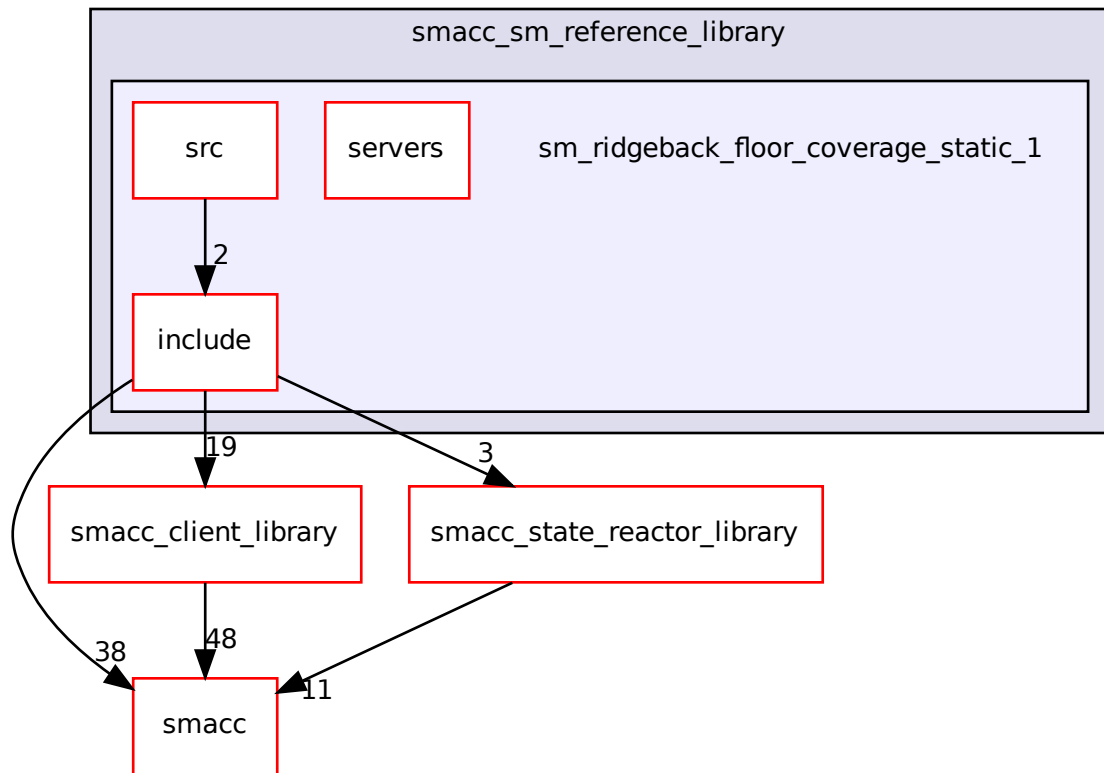 smacc_sm_reference_library
src
servers
sm_ridgeback_floor_coverage_static_1
2
include
19
3
smacc_client_library
smacc_state_reactor_library
38
48
11
smacc